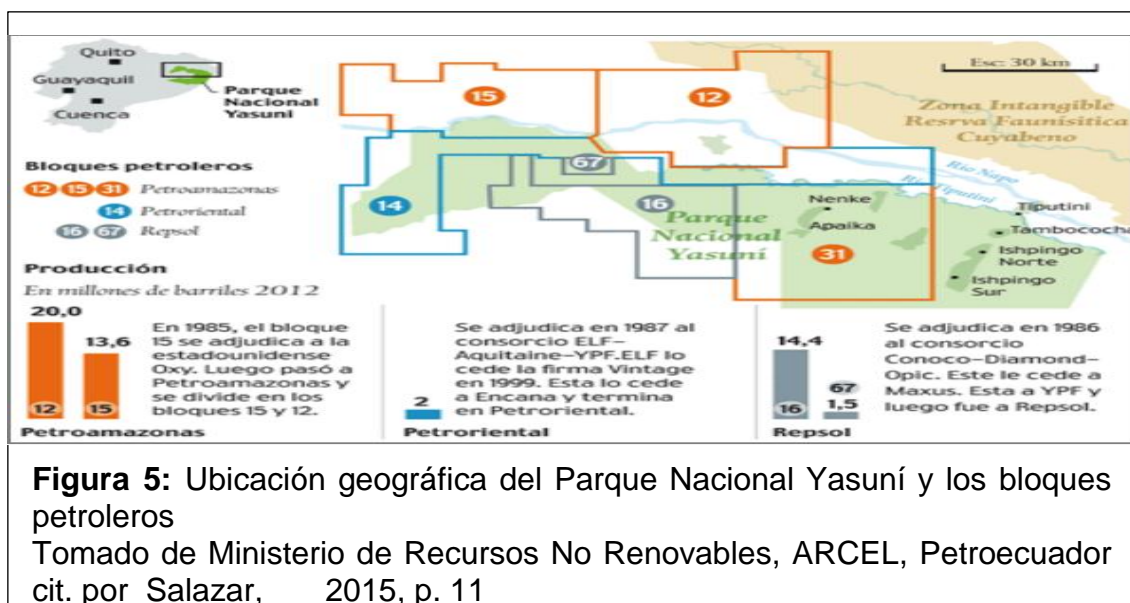 Quito
Guayaquil
Cuenca
Parque
Nacional
Yasuní
Bloques petroleros
12 15 31 Petroamazonas
14 Petroriental
16 67 Repsol
15
12
67
14
16
31
Esc: 30 km
Zona Intangible
Resrva Faunísitica
Cuyabeno
Río Napo
Río Tiputini
Parque
Nacional
Yasuní
Nenke
Apaika
Tiputini
Tambococha
Ishpingo
Norte
Ishpingo
Sur
Producción
En millones de barriles 2012
20,0
13,6
12
15
Petroamazonas
En 1985, el bloque
15 se adjudica a la
estadounidense
Oxy. Luego pasó a
Petroamazonas y
se divide en los
bloques 15 y 12.
2
Petroriental
Se adjudica en 1987 al
consorcio ELF-
Aquitaine-YPF.ELF lo
cede la firma Vintage
en 1999. Esta lo cede
a Encana y termina
en Petroriental.
14,4
67
1,5
16
Repsol
Se adjudica en 1986
al consorcio
Conoco-Diamond-
Opic. Este le cede a
Maxus. Esta a YPF y
luego fue a Repsol.
Figura 5: Ubicación geográfica del Parque Nacional Yasuní y los bloques
petroleros
Tomado de Ministerio de Recursos No Renovables, ARCEL, Petroecuador
cit. por Salazar, 2015, p. 11